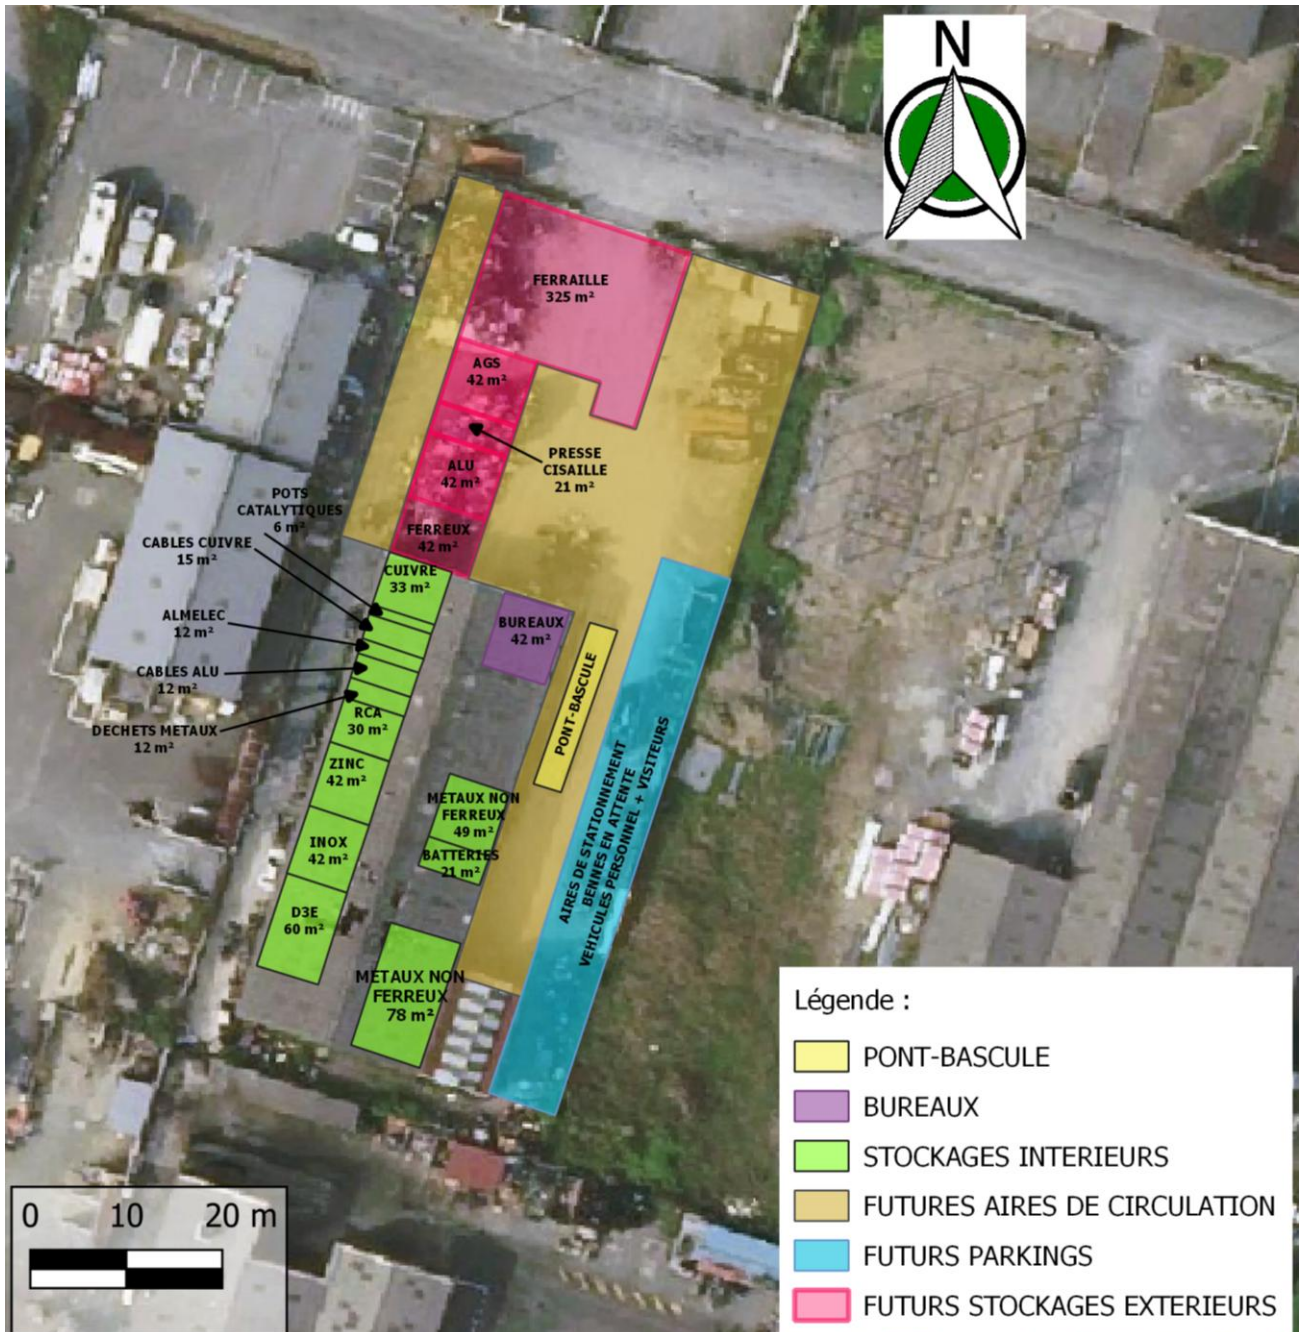 N
FERRAILLE
325 m²
AGS
42 m²
PRESSE
CISAILLE
21 m²
ALU
42 m²
POTS
CATALYTIQUES
6 m²
FERREUX
42 m²
CABLES CUIVRE
15 m²
CUIVRE
33 m²
ALMELEC
12 m²
BUREAUX
42 m²
CABLES ALU
12 m²
PONT-BASCULE
DECHETS METAUX
12 m²
RCA
30 m²
ZINC
42 m²
METAUX NON
FERREUX
49 m²
INOX
42 m²
BATTERIES
21 m²
AIRES DE STATIONNEMENT
BENNES EN ATTENTE
VEHICULES PERSONNEL + VISITEURS
D3E
60 m²
METAUX NON
FERREUX
78 m²
Légende :
PONT-BASCULE
BUREAUX
STOCKAGES INTERIEURS
FUTURES AIRES DE CIRCULATION
FUTURS PARKINGS
FUTURS STOCKAGES EXTERIEURS
0 10 20 m